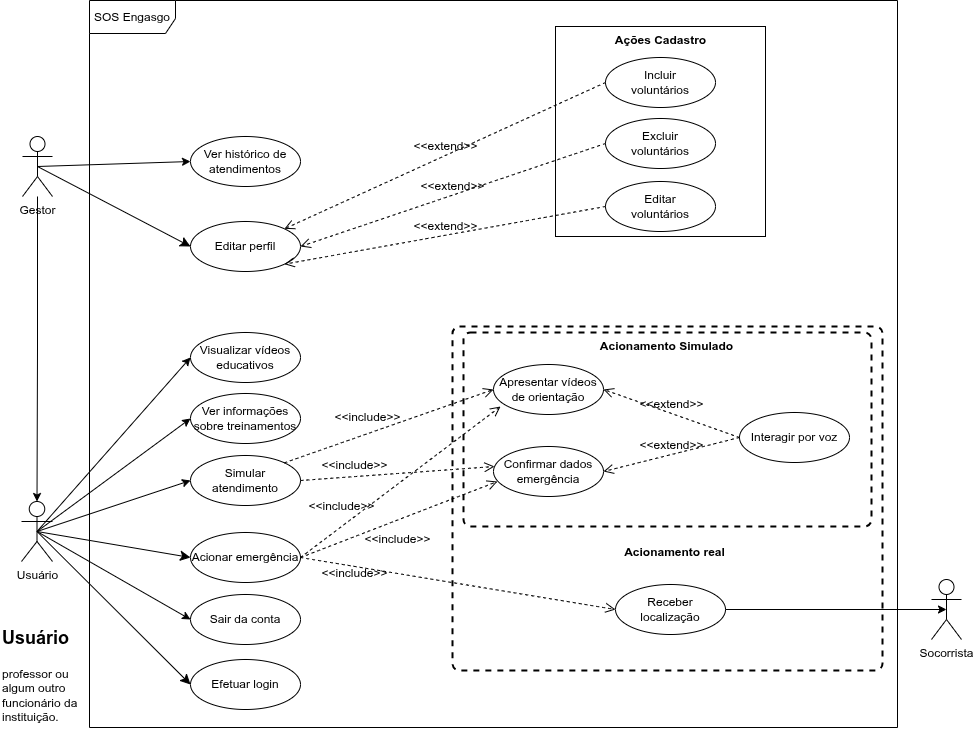 SOS Engasgo
Ações Cadastro
Incluir
voluntários
Excluir
voluntários
Editar
voluntários
<<extend>>
<<extend>>
<<extend>>
Gestor
Ver histórico de
atendimentos
Editar perfil
Visualizar vídeos
educativos
Ver informações
sobre treinamentos
Simular
atendimento
Acionar emergência
Sair da conta
Efetuar login
<<include>>
<<include>>
<<include>>
<<include>>
<<include>>
Acionamento Simulado
Apresentar vídeos
de orientação
Confirmar dados
emergência
<<extend>>
<<extend>>
Interagir por voz
Acionamento real
Receber
localização
Usuário
Socorrista
Usuário
professor ou
algum outro
funcionário da
instituição.